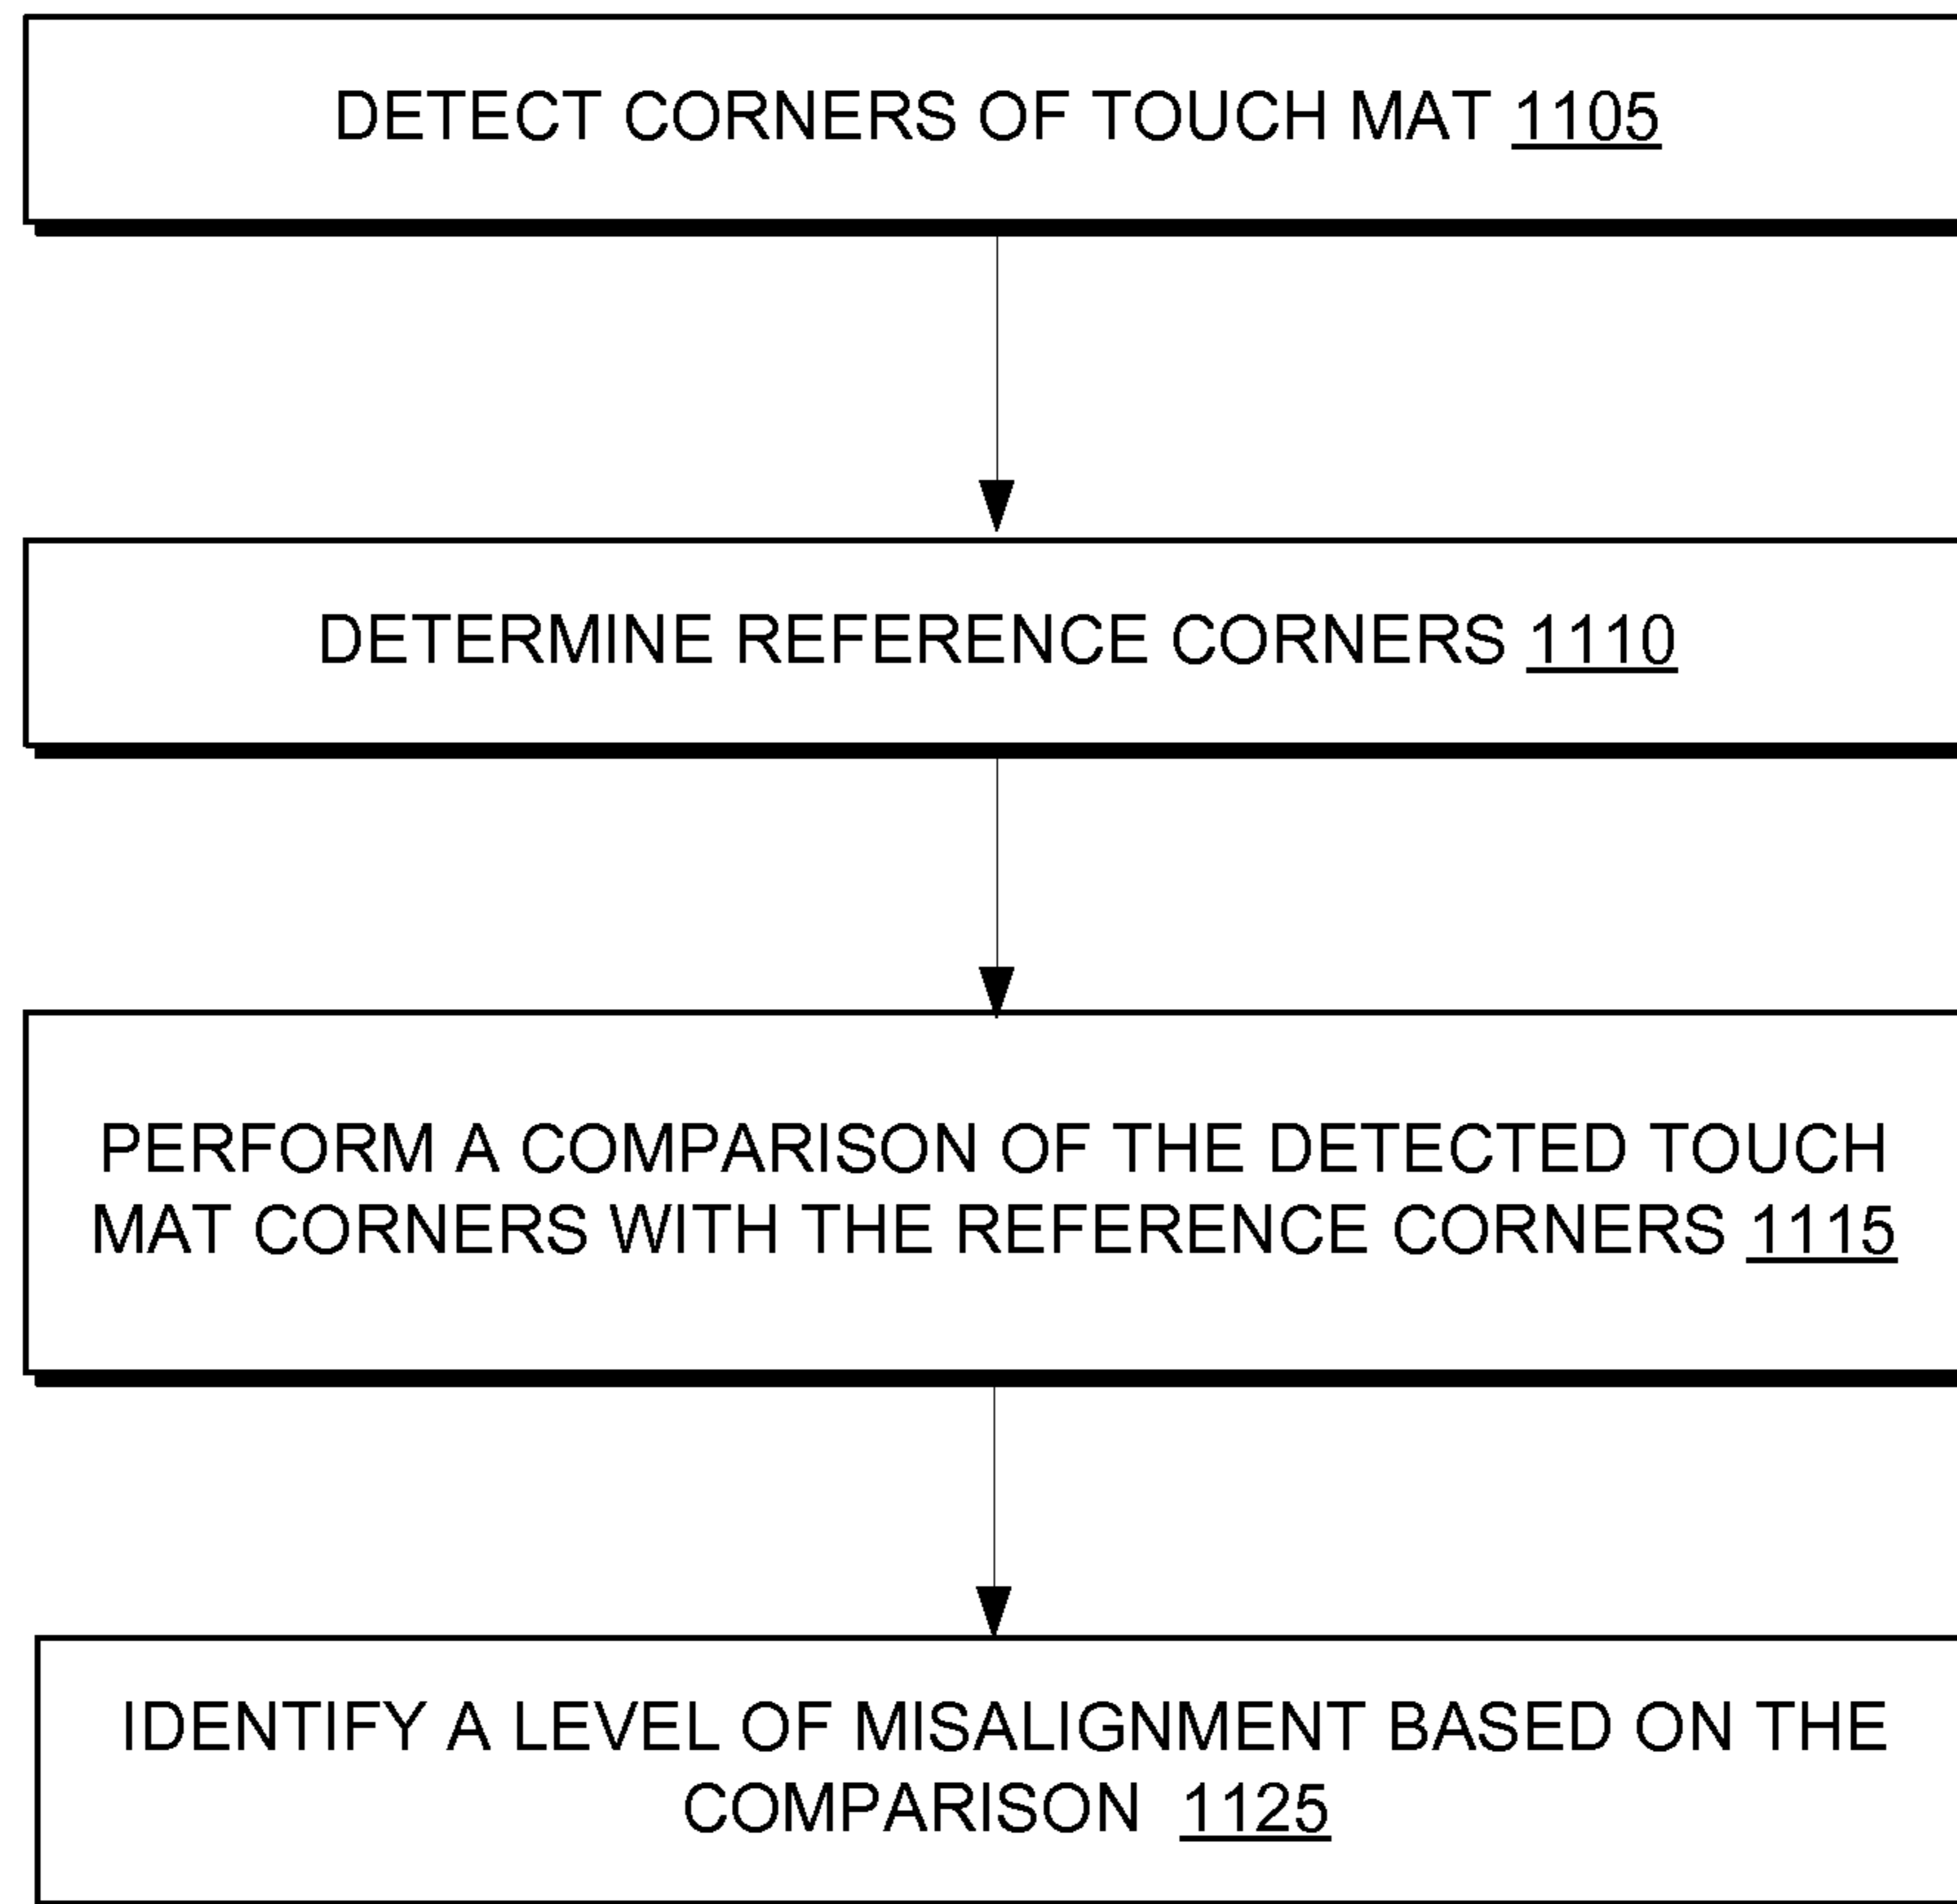 DETECT CORNERS OF TOUCH MAT 1105
DETERMINE REFERENCE CORNERS 1110
PERFORM A COMPARISON OF THE DETECTED TOUCH
MAT CORNERS WITH THE REFERENCE CORNERS 1115
IDENTIFY A LEVEL OF MISALIGNMENT BASED ON THE
COMPARISON 1125